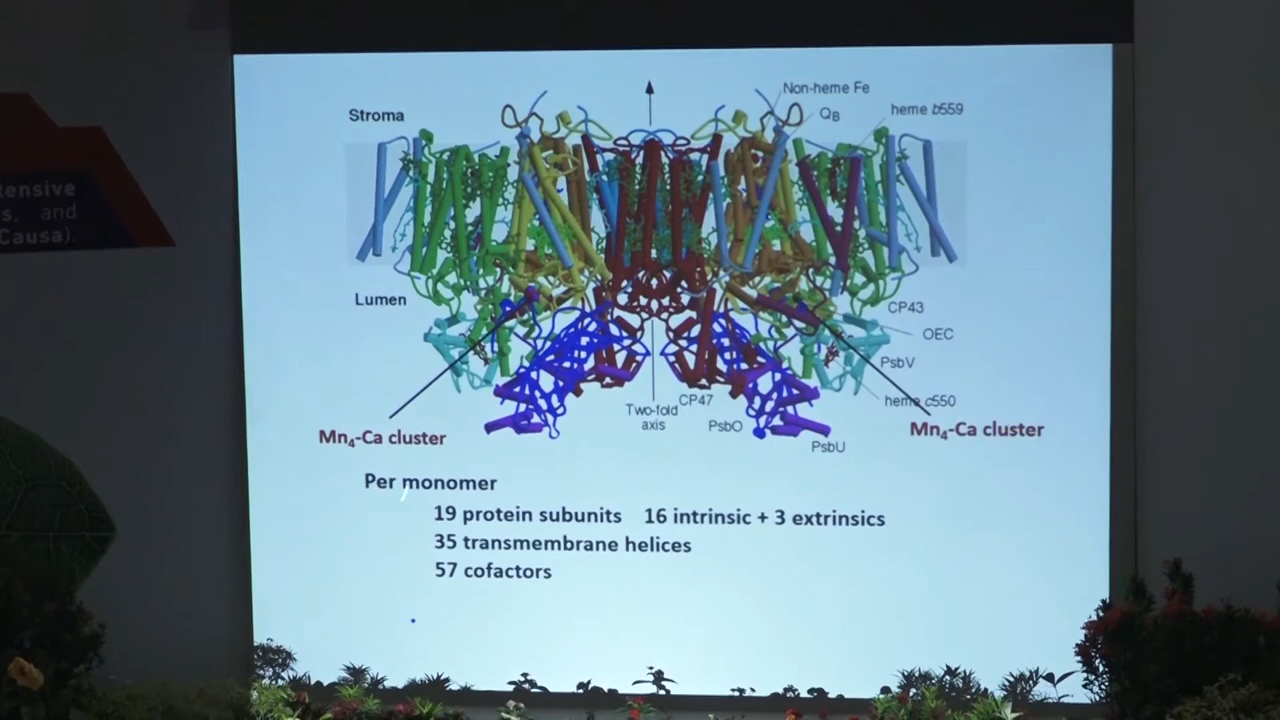 tensive
s, and
Causa)
Non-heme Fe
Stroma
QB
heme b559
Lumen
CP43
OEC
PsbV
heme c550
CP47
Two-fold
axis
PsbO
PsbU
Mn4-Ca cluster
Mn4-Ca cluster
Per monomer
19 protein subunits 16 intrinsic + 3 extrinsics
35 transmembrane helices
57 cofactors